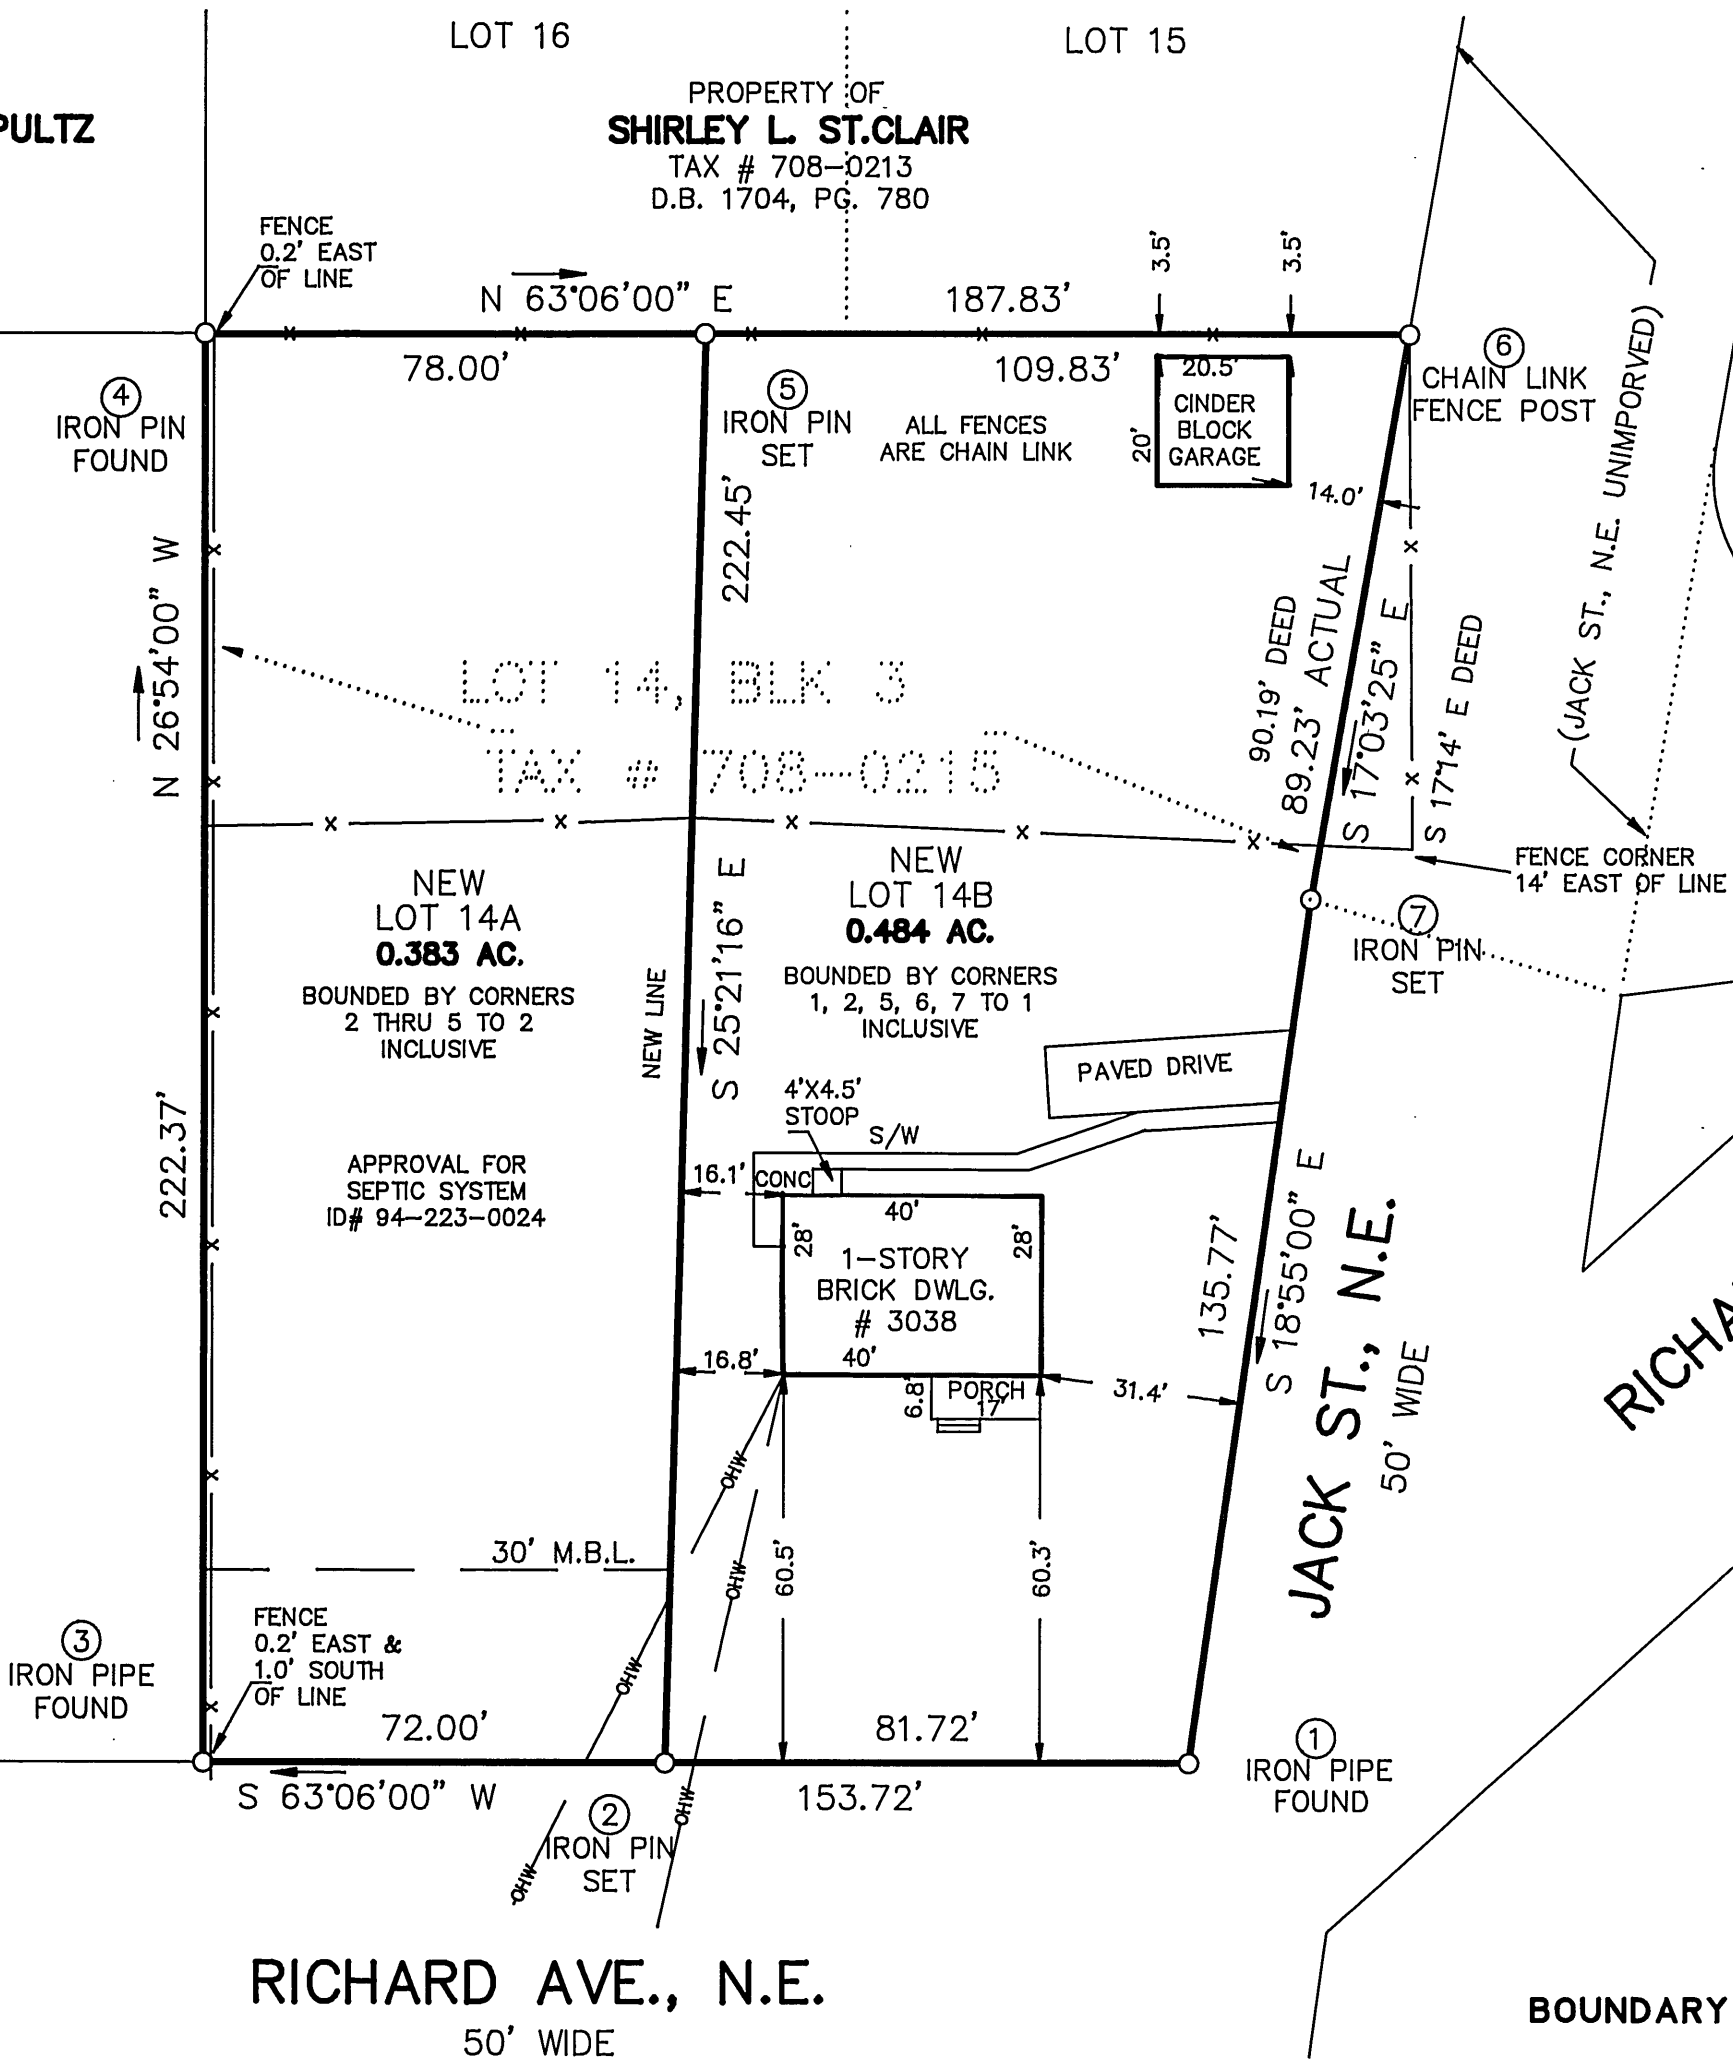 LOT 16
LOT 15
PULTZ
PROPERTY OF
SHIRLEY L. ST.CLAIR
TAX # 708-0213
D.B. 1704, PG. 780
FENCE
0.2' EAST
OF LINE
N 63°06'00" E
187.83'
3.5'
3.5'
78.00'
109.83'
20.5'
20'
CINDER
BLOCK
GARAGE
14.0'
4
IRON PIN
FOUND
5
IRON PIN
SET
ALL FENCES
ARE CHAIN LINK
6
CHAIN LINK
FENCE POST
(JACK ST., N.E. UNIMPORVED)
N 26°54'00" W
222.37'
222.45'
S 25°21'16" E
NEW LINE
LOT 14, BLK 3
TAX # 708-0215
90.19' DEED
89.23' ACTUAL
S 17°03'25" E
S 17°14' E DEED
FENCE CORNER
14' EAST OF LINE
7
IRON PIN
SET
NEW
LOT 14A
0.383 AC.
BOUNDED BY CORNERS
2 THRU 5 TO 2
INCLUSIVE
NEW
LOT 14B
0.484 AC.
BOUNDED BY CORNERS
1, 2, 5, 6, 7 TO 1
INCLUSIVE
PAVED DRIVE
4'X4.5'
STOOP
S/W
CONC
16.1'
40'
28'
28'
1-STORY
BRICK DWLG.
# 3038
40'
16.8'
PORCH
17'
6.8'
31.4'
135.77'
S 18°55'00" E
JACK ST., N.E.
50' WIDE
RICHA
APPROVAL FOR
SEPTIC SYSTEM
ID# 94-223-0024
OHW
OHW
OHW
OHW
OHW
60.5'
60.3'
30' M.B.L.
3
IRON PIPE
FOUND
FENCE
0.2' EAST &
1.0' SOUTH
OF LINE
72.00'
81.72'
S 63°06'00" W
153.72'
2
IRON PIN
SET
1
IRON PIPE
FOUND
RICHARD AVE., N.E.
50' WIDE
BOUNDARY